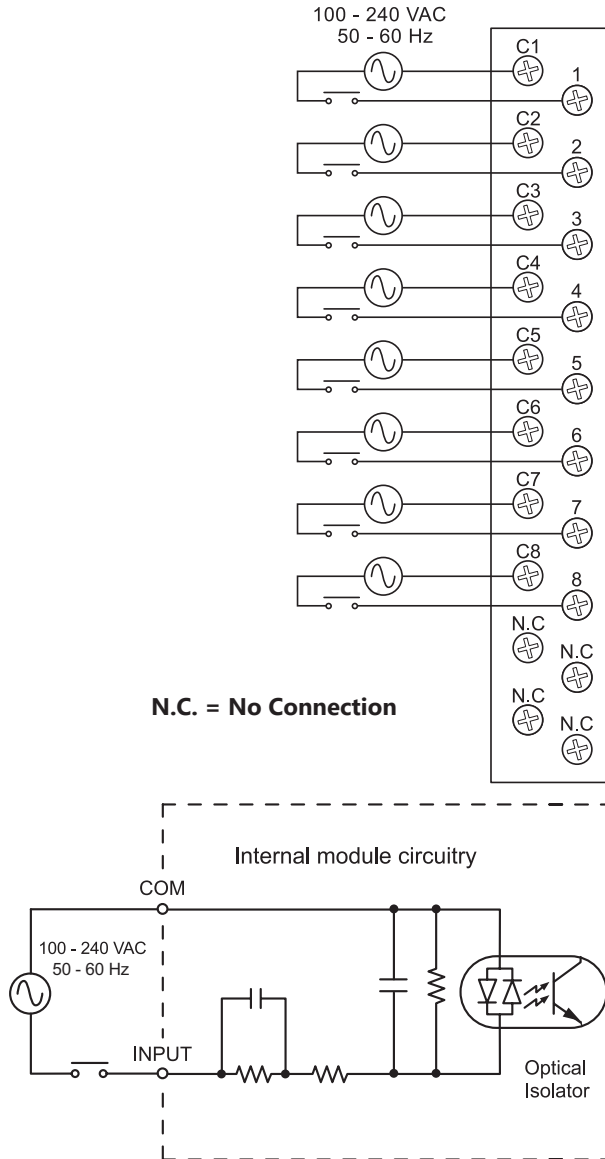 100 - 240 VAC
50 - 60 Hz
C1
1
C2
2
C3
3
C4
4
C5
5
C6
6
C7
7
C8
8
N.C
N.C
N.C
N.C
N.C. = No Connection
Internal module circuitry
COM
100 - 240 VAC
50 - 60 Hz
INPUT
Optical
Isolator